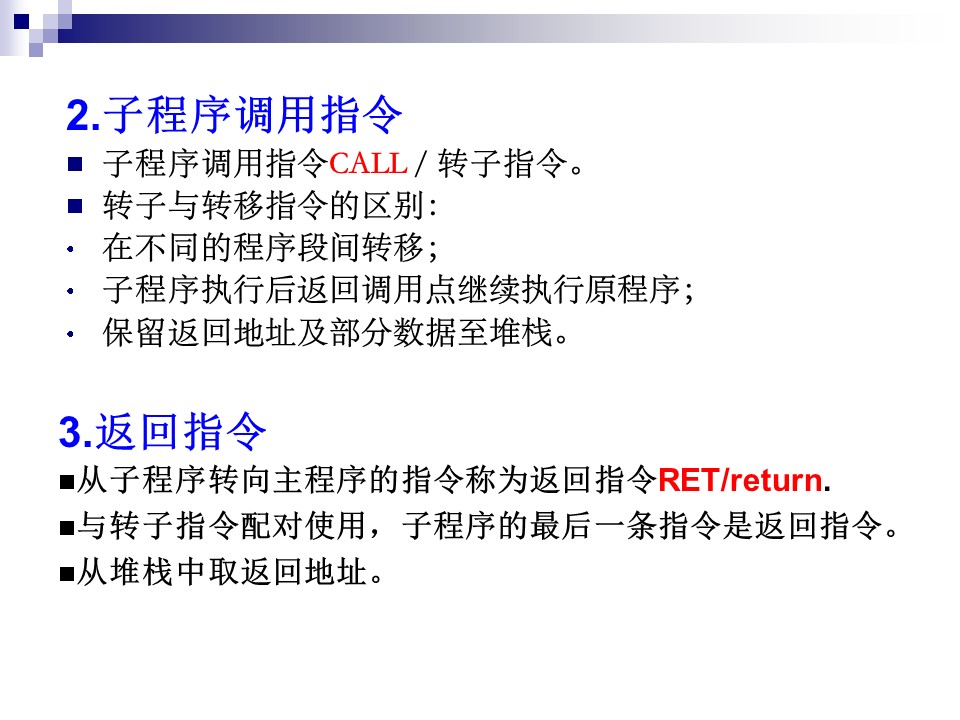 2.子程序调用指令
■ 子程序调用指令CALL / 转子指令。
■ 转子与转移指令的区别：
• 在不同的程序段间转移；
• 子程序执行后返回调用点继续执行原程序；
• 保留返回地址及部分数据至堆栈。
3.返回指令
■从子程序转向主程序的指令称为返回指令RET/return.
■与转子指令配对使用，子程序的最后一条指令是返回指令。
■从堆栈中取返回地址。